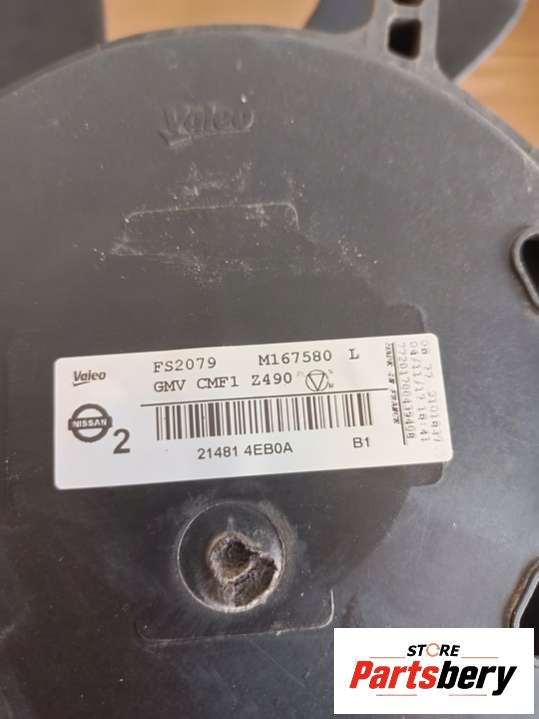 Valeo
Valeo
FS2079 M167580 L
GMV CMF1 Z490
NISSAN
2
21481 4EB0A B1
MADE IN FRANCE
STORE
Partsbery